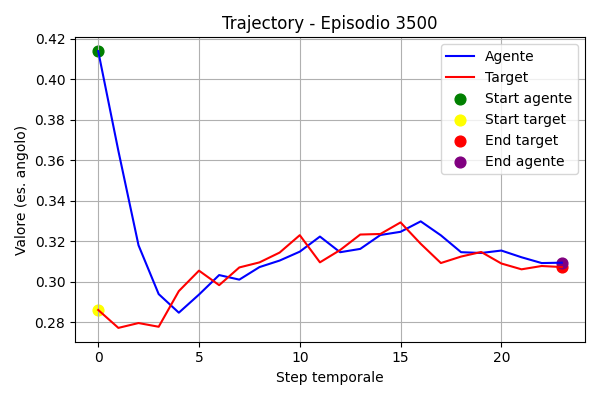 Trajectory - Episodio 3500
Valore (es. angolo)
0.42
0.40
0.38
0.36
0.34
0.32
0.30
0.28
Agente
Target
Start agente
Start target
End target
End agente
0 5 10 15 20
Step temporale